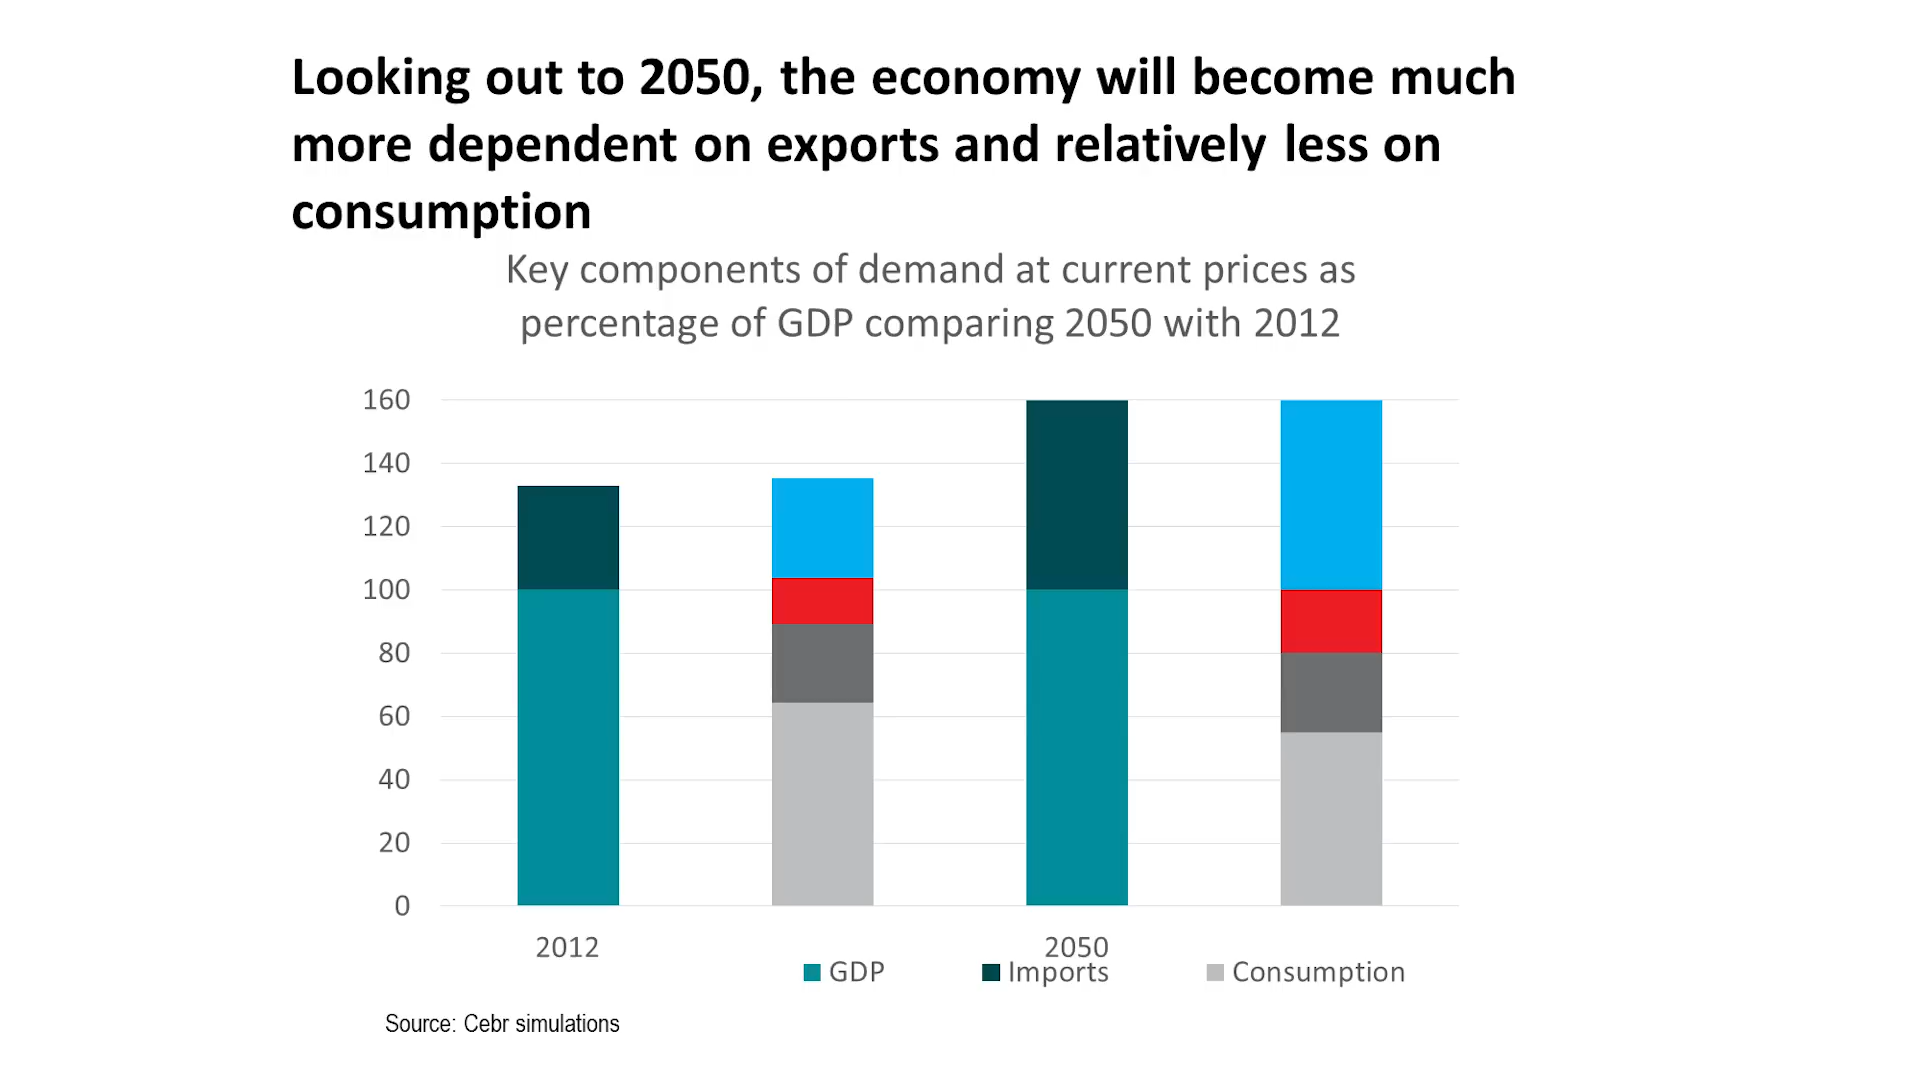 Looking out to 2050, the economy will become much
more dependent on exports and relatively less on
consumption
Key components of demand at current prices as
percentage of GDP comparing 2050 with 2012
160
140
120
100
80
60
40
20
0
2012
2050
GDP
Imports
Consumption
Source: Cebr simulations